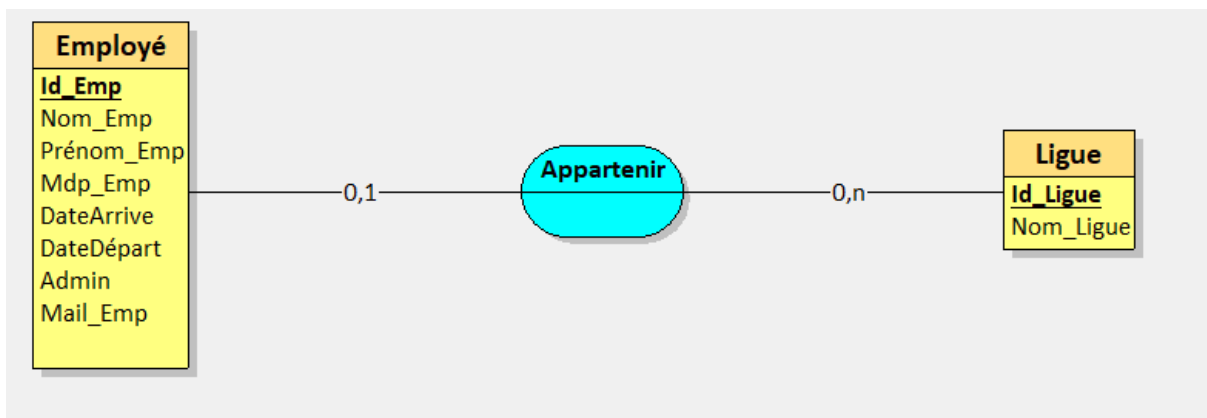 Employé
Id_Emp
Nom_Emp
Prénom_Emp
Mdp_Emp
DateArrive
DateDépart
Admin
Mail_Emp
0,1
Appartenir
0,n
Ligue
Id_Ligue
Nom_Ligue